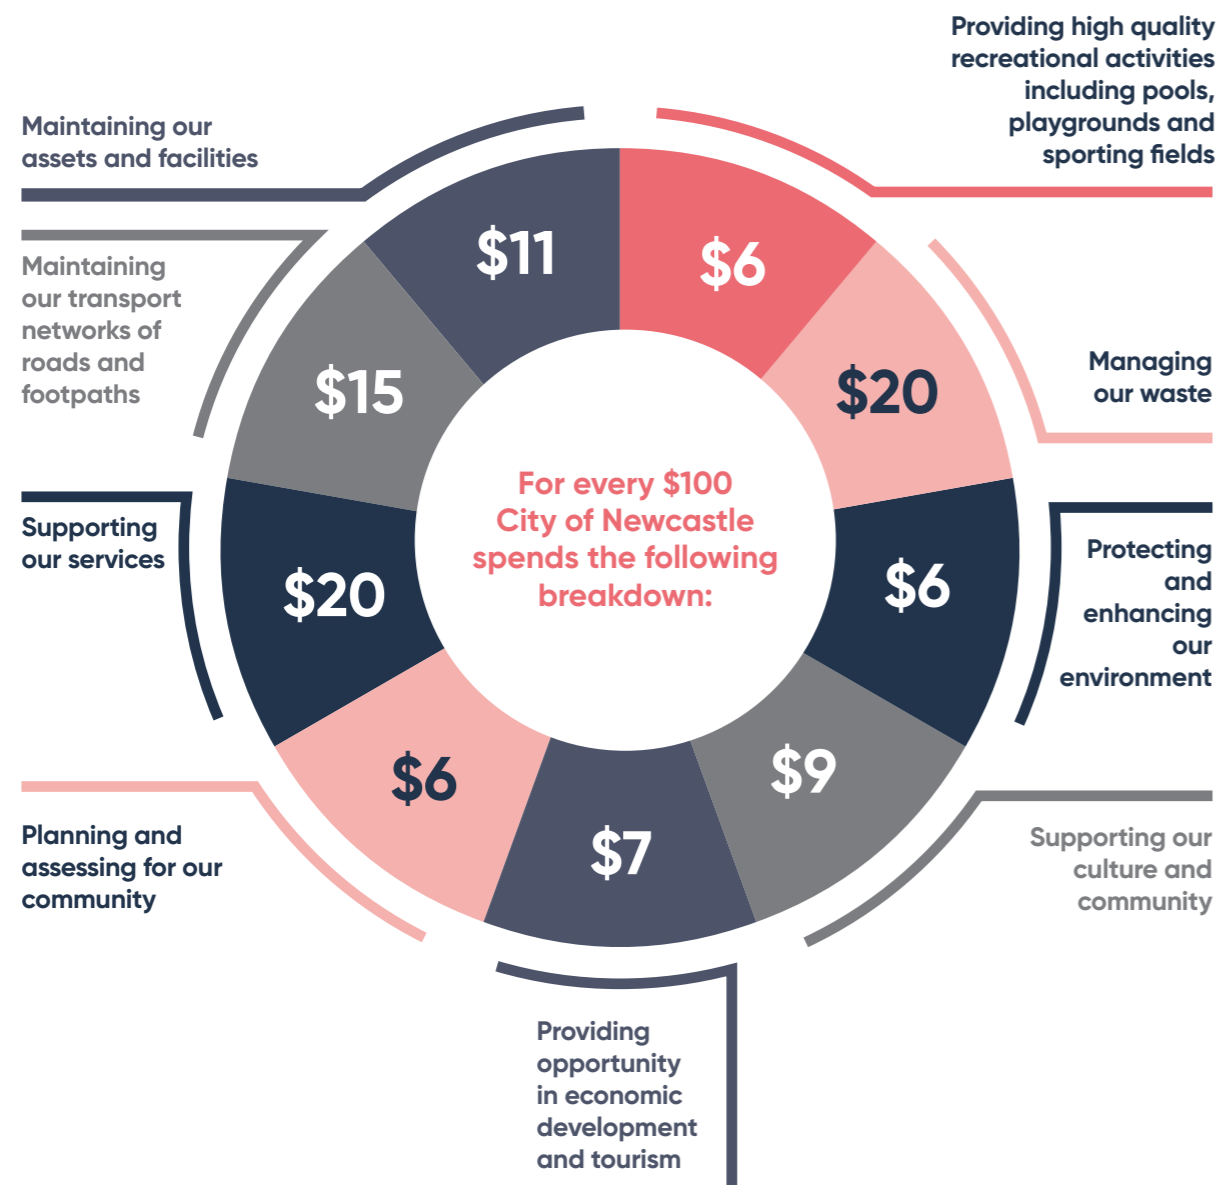 Providing high quality
recreational activities
including pools,
playgrounds and
sporting fields
Maintaining our
assets and facilities
$11
$6
Maintaining
our transport
networks of
roads and
footpaths
$15
$20
Managing
our waste
For every $100
City of Newcastle
spends the following
breakdown:
Supporting
our services
$20
$6
Protecting
and
enhancing
our
environment
Planning and
assessing for our
community
$6
$9
Supporting our
culture and
community
$7
Providing
opportunity
in economic
development
and tourism